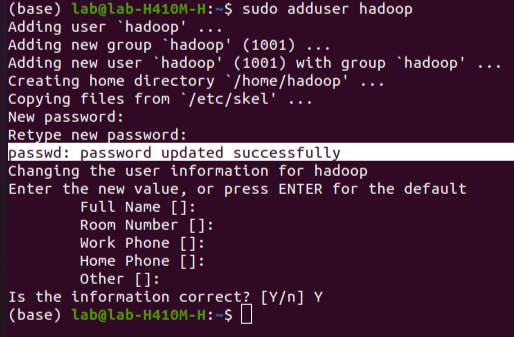 (base) lab@lab-H410M-H:~$ sudo adduser hadoop
Adding user `hadoop' ...
Adding new group `hadoop' (1001) ...
Adding new user `hadoop' (1001) with group `hadoop' ...
Creating home directory `/home/hadoop' ...
Copying files from `/etc/skel' ...
New password:
Retype new password:
passwd: password updated successfully
Changing the user information for hadoop
Enter the new value, or press ENTER for the default
Full Name []:
Room Number []:
Work Phone []:
Home Phone []:
Other []:
Is the information correct? [Y/n] Y
(base) lab@lab-H410M-H:~$